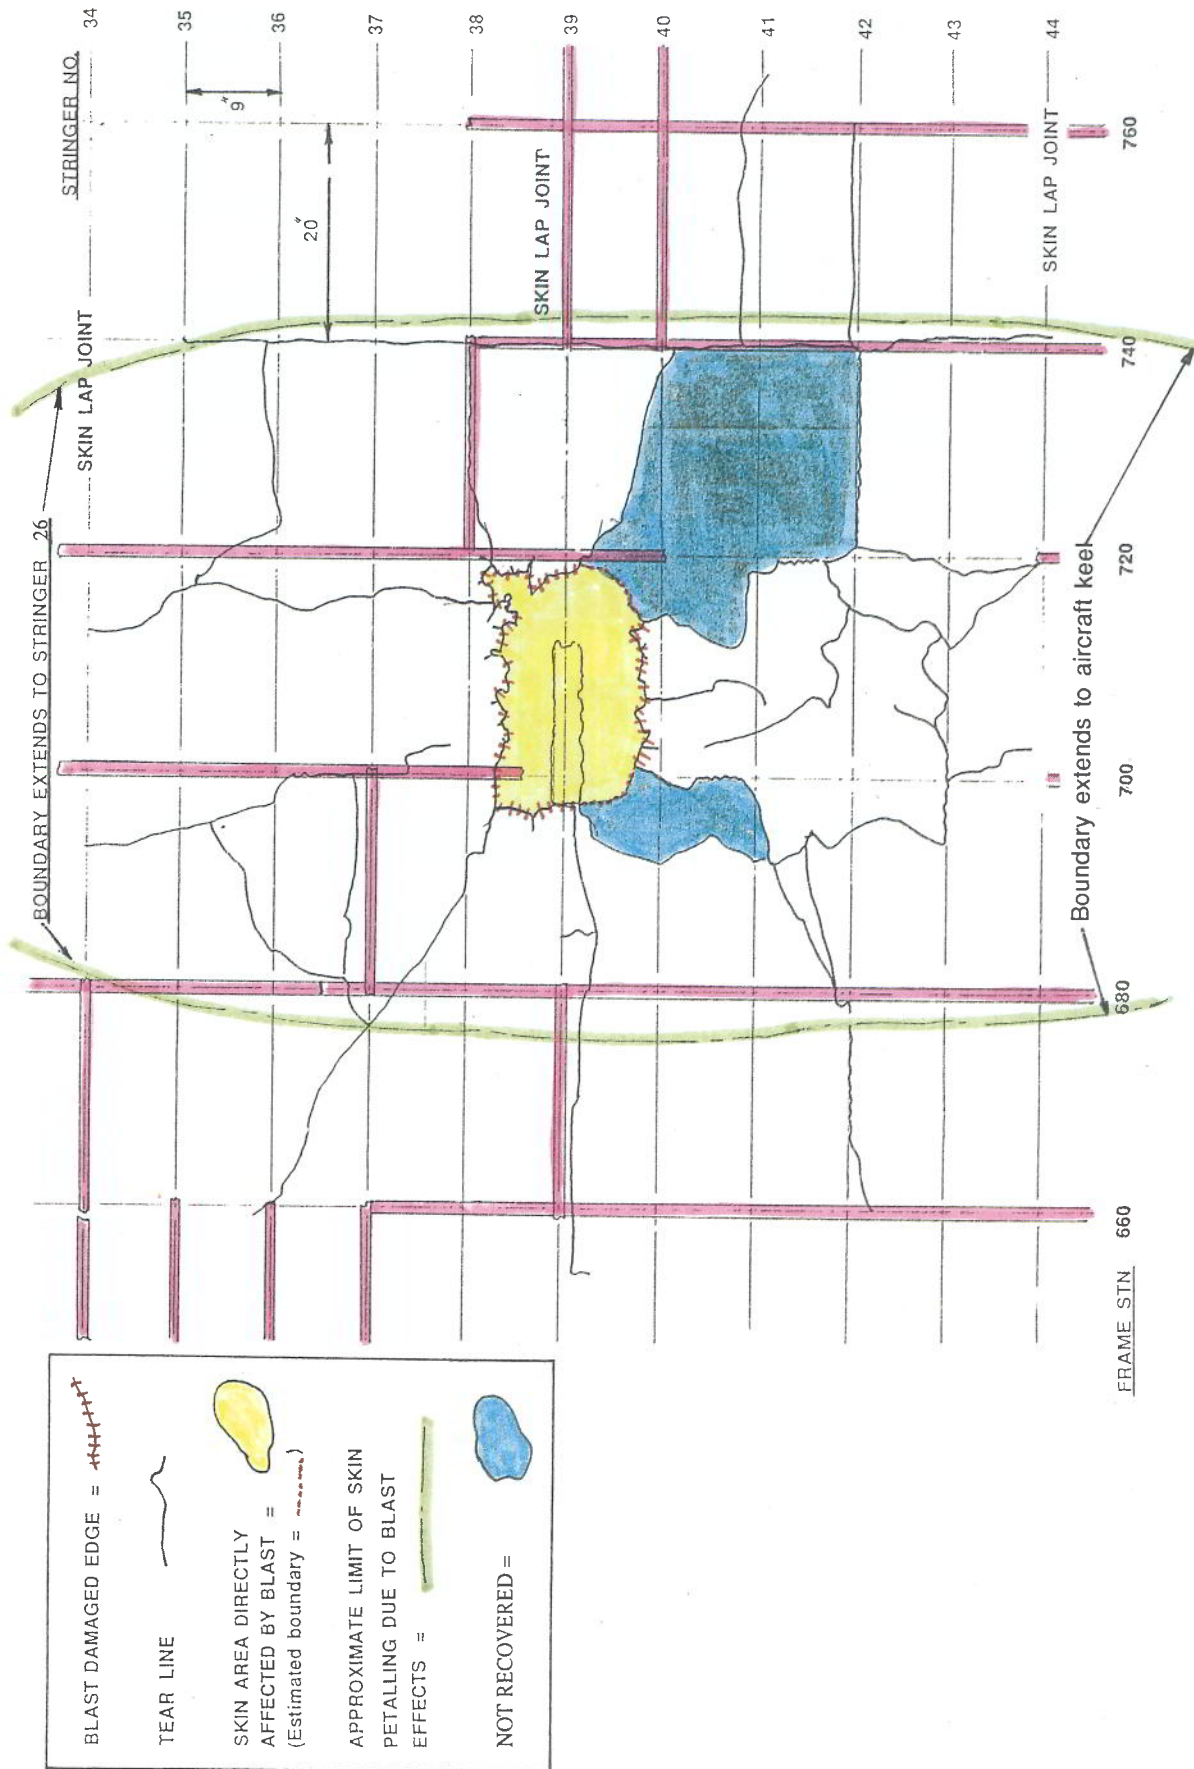 BLAST DAMAGED EDGE =
TEAR LINE
SKIN AREA DIRECTLY
AFFECTED BY BLAST =
(Estimated boundary = )
APPROXIMATE LIMIT OF SKIN
PETALLING DUE TO BLAST
EFFECTS =
NOT RECOVERED =
STRINGER NO.
34
35
36
37
38
39
40
41
42
43
44
9"
20"
BOUNDARY EXTENDS TO STRINGER 26
SKIN LAP JOINT
SKIN LAP JOINT
SKIN LAP JOINT
Boundary extends to aircraft keel
FRAME STN
660
680
700
720
740
760